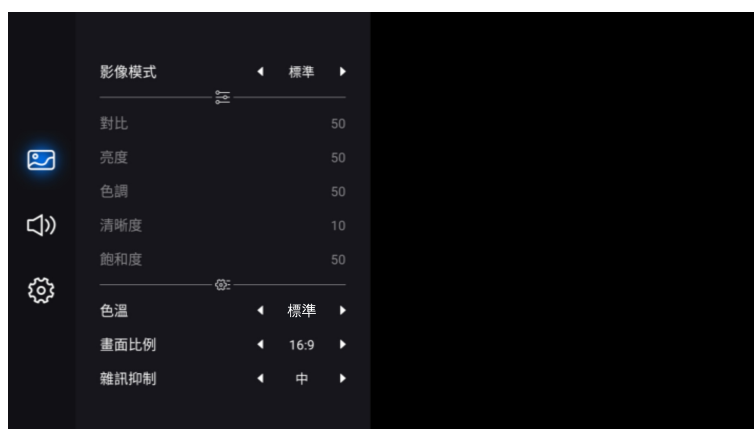 影像模式 標準
對比 50
亮度 50
色調 50
清晰度 10
飽和度 50
色溫 標準
畫面比例 16:9
雜訊抑制 中